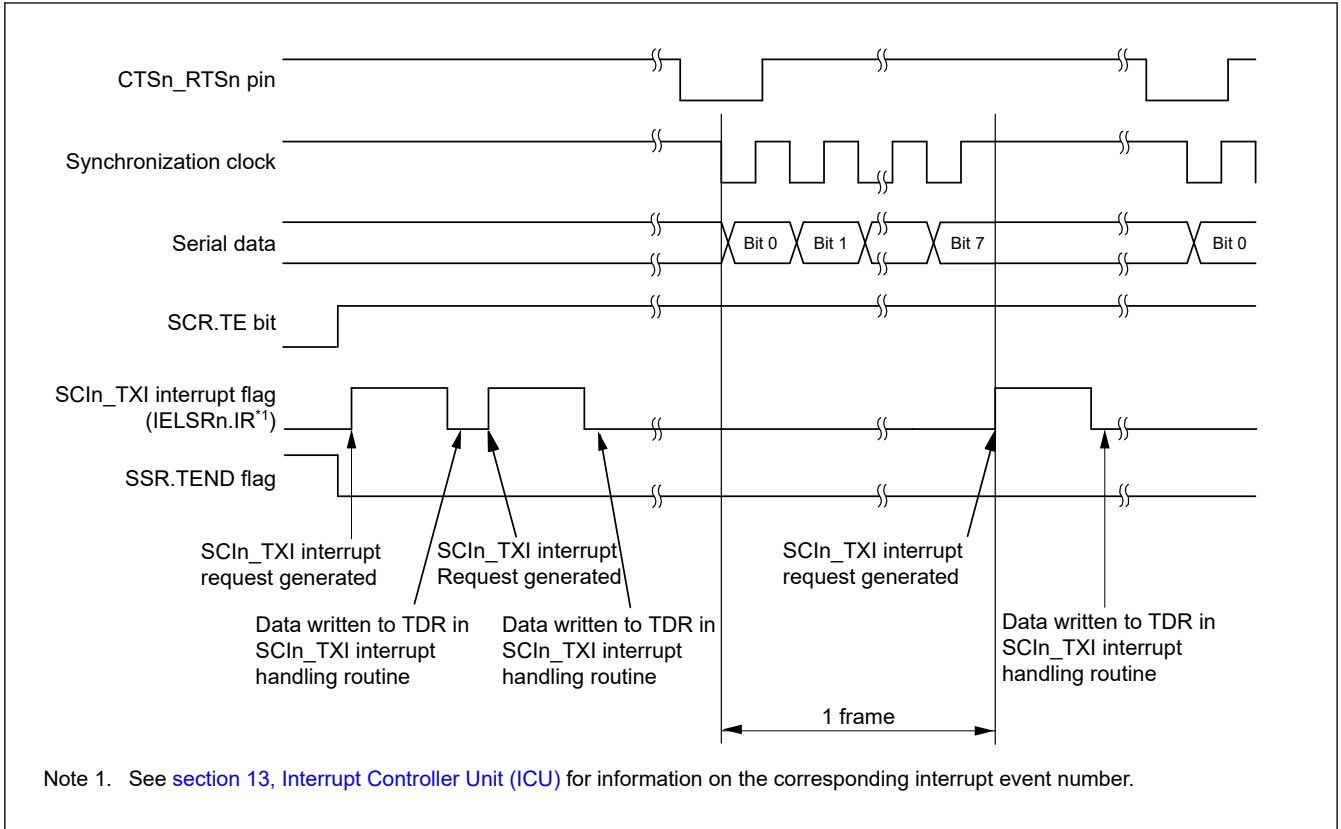 CTSn_RTSn pin
Synchronization clock
Serial data
Bit 0
Bit 1
Bit 7
Bit 0
SCR.TE bit
SCIn_TXI interrupt flag
(IELSRn.IR*1)
SSR.TEND flag
SCIn_TXI interrupt
request generated
SCIn_TXI interrupt
Request generated
SCIn_TXI interrupt
request generated
Data written to TDR in
SCIn_TXI interrupt
handling routine
Data written to TDR in
SCIn_TXI interrupt
handling routine
Data written to TDR in
SCIn_TXI interrupt
handling routine
1 frame
Note 1. See section 13, Interrupt Controller Unit (ICU) for information on the corresponding interrupt event number.